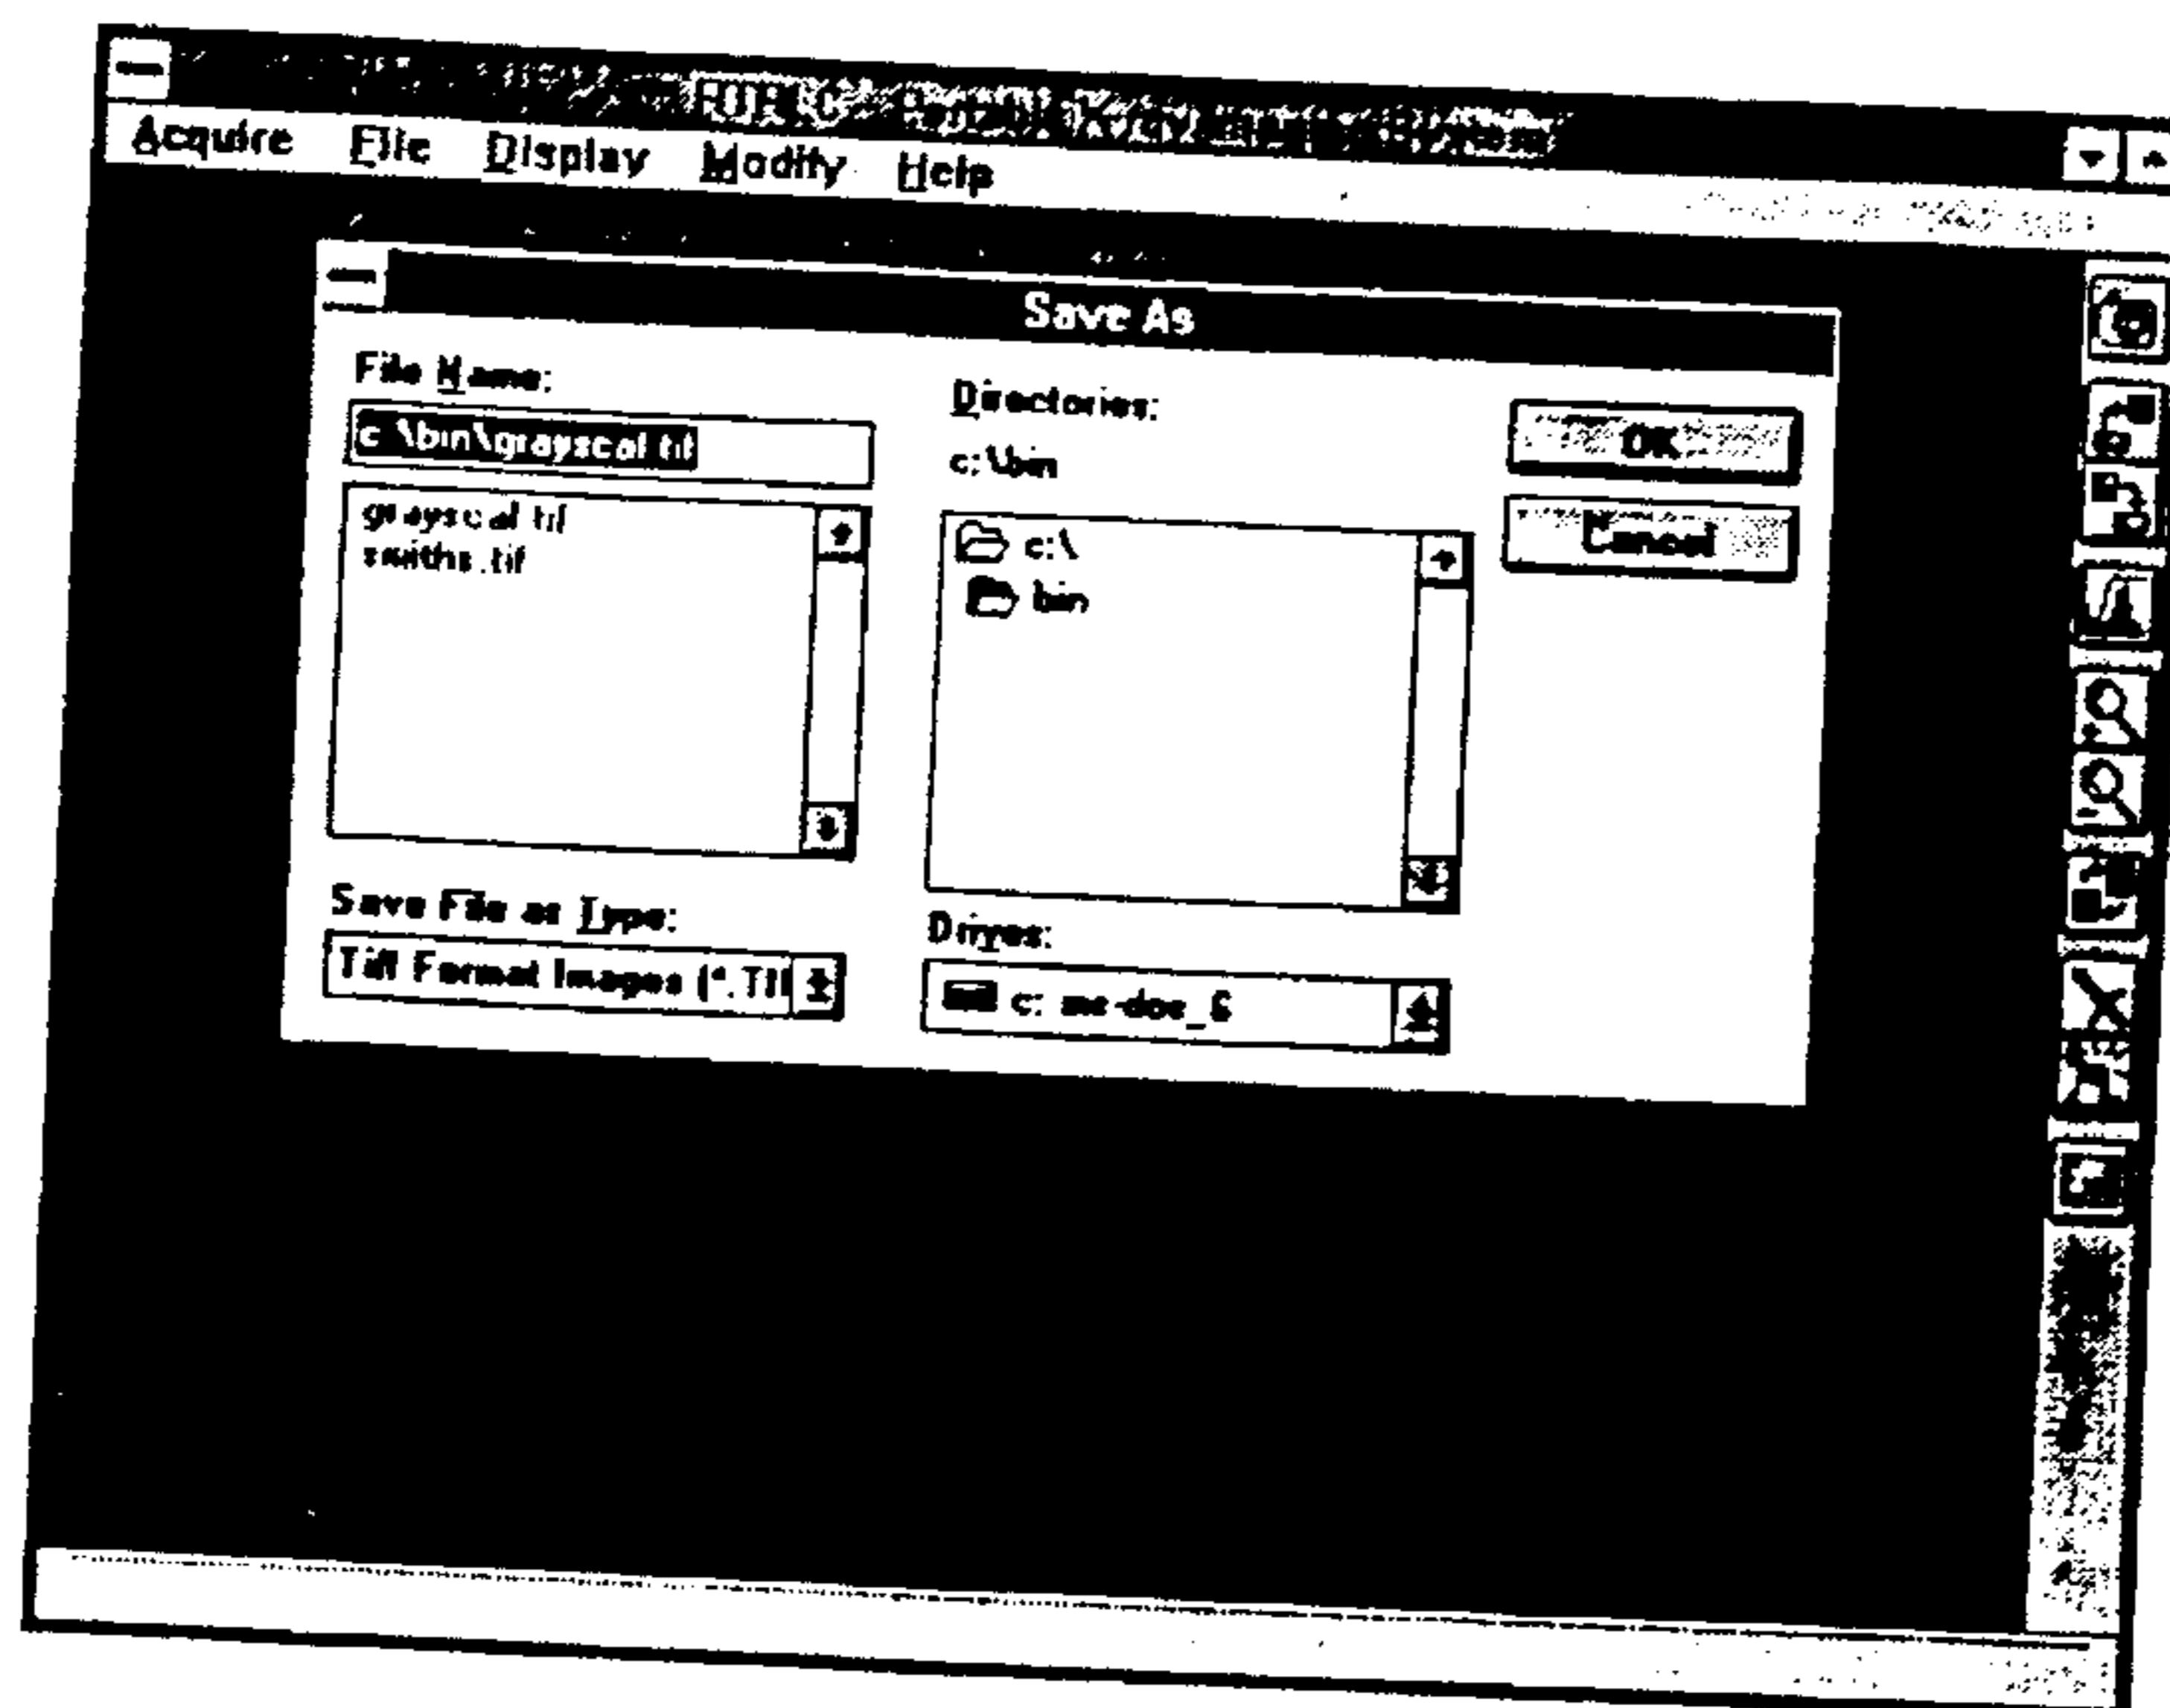 Acquire File Display Modify Help
Save As
File Name:
c:\bin\grayscal.tif
grayscal.tif
smiths.tif
Save File as Type:
Tiff Format Images (*.TIF
Directories:
c:\bin
c:\
bin
Drives:
c: ms-dos_6
OK
Cancel